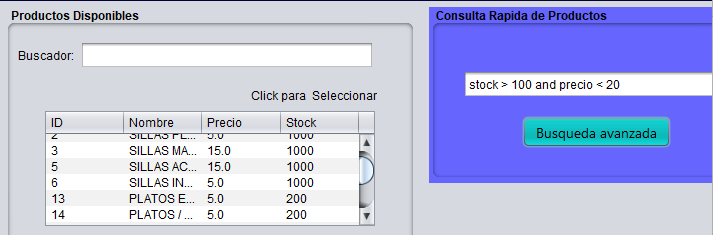 Productos Disponibles
Buscador:
Click para Seleccionar
ID Nombre Precio Stock
2 SILLAS PE... 5.0 1000
3 SILLAS MA... 15.0 1000
5 SILLAS AC... 15.0 1000
6 SILLAS IN... 5.0 1000
13 PLATOS E... 5.0 200
14 PLATOS / ... 5.0 200
Consulta Rapida de Productos
stock > 100 and precio < 20
Busqueda avanzada